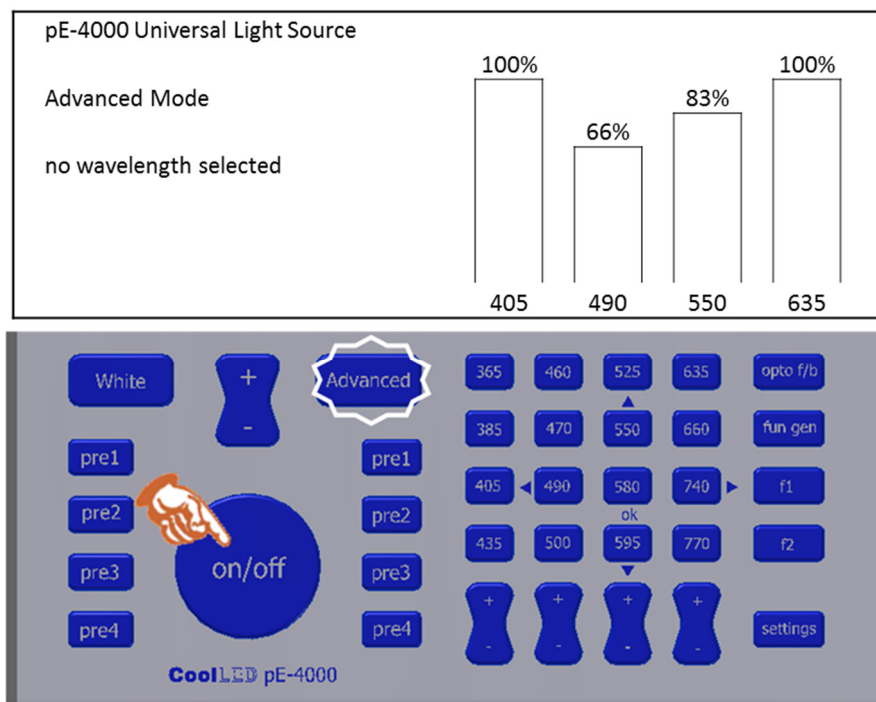 pE-4000 Universal Light Source
100% 100%
Advanced Mode 83%
66%
no wavelength selected
405 490 550 635
White + - Advanced
365 460 525 635 opto f/b
385 470 550 660 fun gen
pre1 pre1
405 490 580 740 f1
pre2 pre2
ok
435 500 595 770 f2
on/off
pre3 pre3
+ + + +
pre4 pre4
- - - -
settings
CoolLED pE-4000